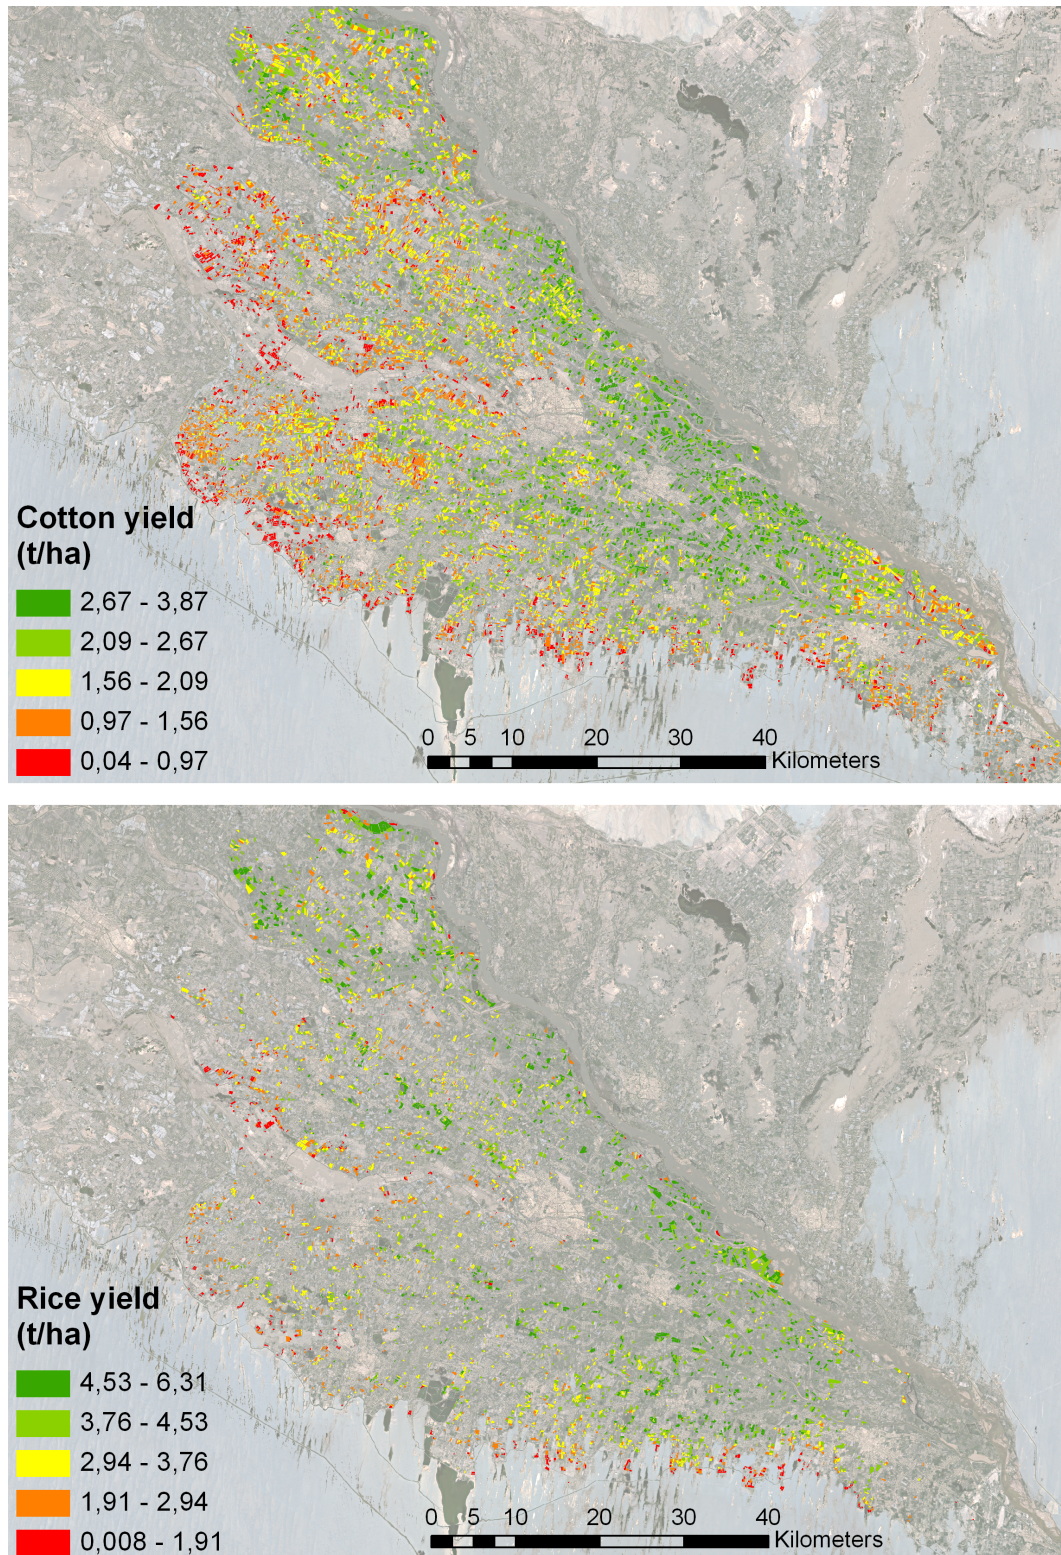 Cotton yield
(t/ha)
2,67 - 3,87
2,09 - 2,67
1,56 - 2,09
0,97 - 1,56
0,04 - 0,97
0 5 10 20 30 40
Kilometers
Rice yield
(t/ha)
4,53 - 6,31
3,76 - 4,53
2,94 - 3,76
1,91 - 2,94
0,008 - 1,91
0 5 10 20 30 40
Kilometers